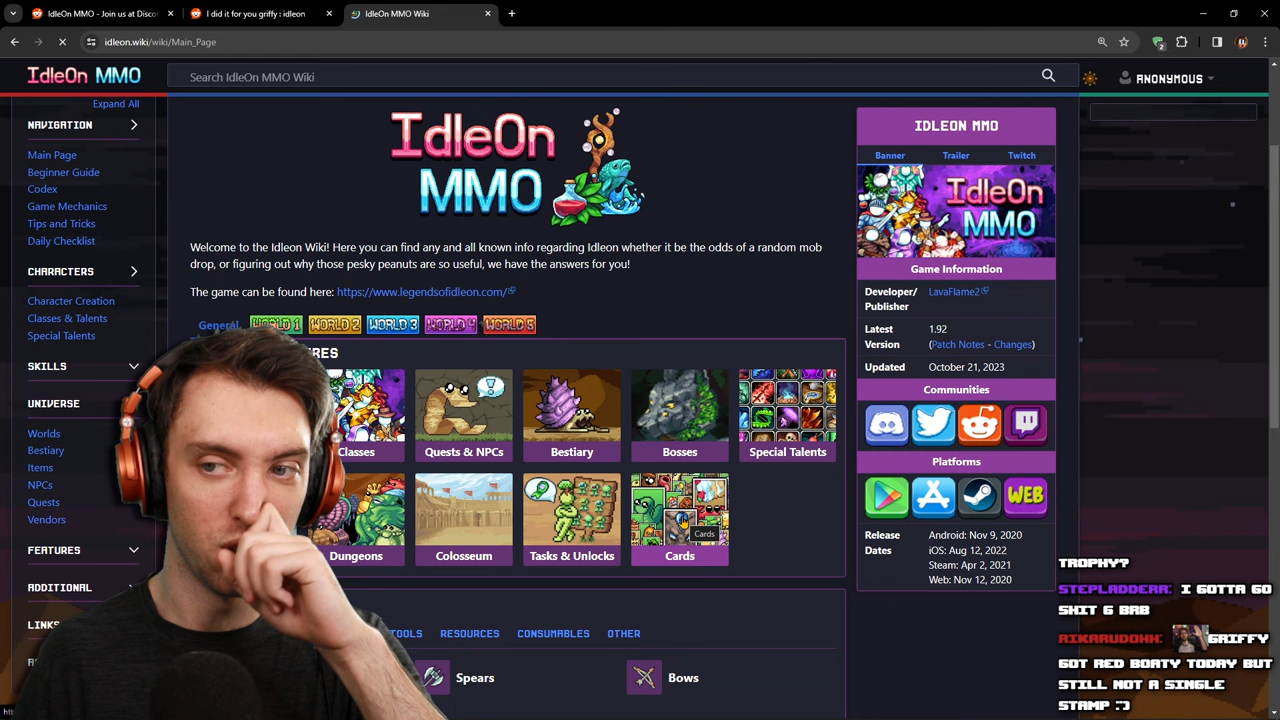 IdleOn MMO - Join us at Disco
I did it for you griffy : idleon
IdleOn MMO Wiki
idleon.wiki/wiki/Main_Page
IdleOn MMO
Search IdleOn MMO Wiki
ANONYMOUS
Expand All
NAVIGATION
Main Page
Beginner Guide
Codex
Game Mechanics
Tips and Tricks
Daily Checklist
CHARACTERS
Character Creation
Classes & Talents
Special Talents
SKILLS
UNIVERSE
Worlds
Bestiary
Items
NPCs
Quests
Vendors
FEATURES
ADDITIONAL
IdleOn
MMO
Welcome to the Idleon Wiki! Here you can find any and all known info regarding Idleon whether it be the odds of a random mob
drop, or figuring out why those pesky peanuts are so useful, we have the answers for you!
The game can be found here: https://www.legendsofidleon.com/
General
WORLD 1
WORLD 2
WORLD 3
WORLD 4
WORLD 5
Classes
Quests & NPCs
Bestiary
Bosses
Special Talents
Dungeons
Colosseum
Tasks & Unlocks
Cards
Cards
RESOURCES
CONSUMABLES
OTHER
Spears
Bows
IDLEON MMO
Banner
Trailer
Twitch
IdleOn
MMO
Game Information
Developer/
Publisher
LavaFlame2
Latest
Version
1.92
(Patch Notes - Changes)
Updated
October 21, 2023
Communities
Platforms
WEB
Release
Dates
Android: Nov 9, 2020
iOS: Aug 12, 2022
Steam: Apr 2, 2021
Web: Nov 12, 2020
TROPHY?
STEPLADDERR: I GOTTA GO
SHIT 6 BRB
RIKARUDOHH: GRIFFY
GOT RED BOATY TODAY BUT
STILL NOT A SINGLE
STAMP :')